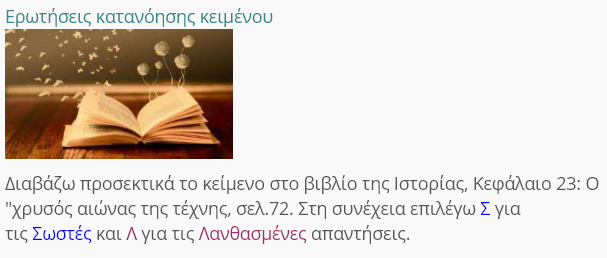 Ερωτήσεις κατανόησης κειμένου
Διαβάζω προσεκτικά το κείμενο στο βιβλίο της Ιστορίας, Κεφάλαιο 23: Ο
"χρυσός αιώνας της τέχνης, σελ.72. Στη συνέχεια επιλέγω Σ για
τις Σωστές και Λ για τις Λανθασμένες απαντήσεις.